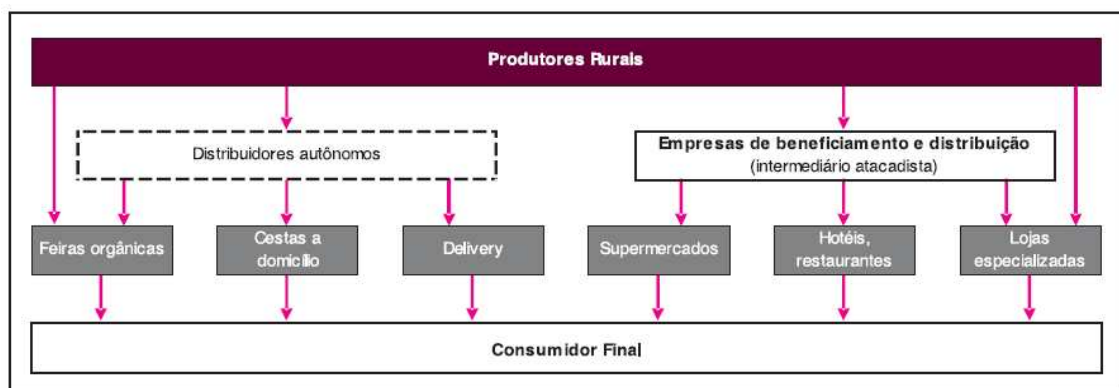 Produtores Rurais
Distribuidores autônomos
Empresas de beneficiamento e distribuição
(intermediário atacadista)
Feiras orgânicas
Cestas a
domicílio
Delivery
Supermercados
Hotéis,
restaurantes
Lojas
especializadas
Consumidor Final